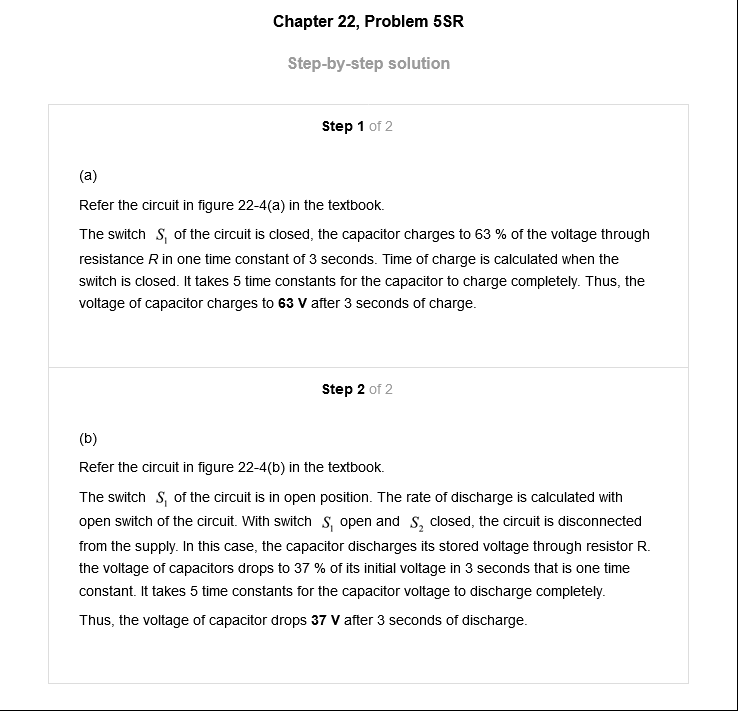 Chapter 22, Problem 5SR
Step-by-step solution
Step 1 of 2
(a)
Refer the circuit in figure 22-4(a) in the textbook.
The switch S₁ of the circuit is closed, the capacitor charges to 63 % of the voltage through
resistance R in one time constant of 3 seconds. Time of charge is calculated when the
switch is closed. It takes 5 time constants for the capacitor to charge completely. Thus, the
voltage of capacitor charges to 63 V after 3 seconds of charge.
Step 2 of 2
(b)
Refer the circuit in figure 22-4(b) in the textbook.
The switch S₁ of the circuit is in open position. The rate of discharge is calculated with
open switch of the circuit. With switch S₁ open and S₂ closed, the circuit is disconnected
from the supply. In this case, the capacitor discharges its stored voltage through resistor R.
the voltage of capacitors drops to 37 % of its initial voltage in 3 seconds that is one time
constant. It takes 5 time constants for the capacitor voltage to discharge completely.
Thus, the voltage of capacitor drops 37 V after 3 seconds of discharge.